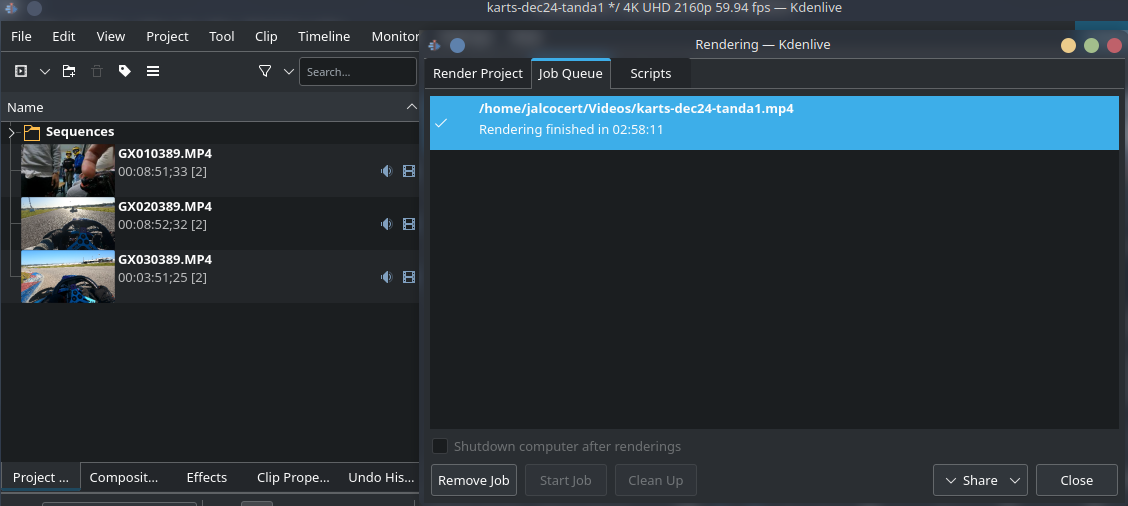 karts-dec24-tanda1 */ 4K UHD 2160p 59.94 fps — Kdenlive
File Edit View Project Tool Clip Timeline Monitor
Search...
Name
Sequences
GX010389.MP4
00:08:51;33 [2]
GX020389.MP4
00:08:52;32 [2]
GX030389.MP4
00:03:51;25 [2]
Project ... Composit... Effects Clip Prope... Undo His...
Rendering — Kdenlive
Render Project Job Queue Scripts
/home/jalcocert/Videos/karts-dec24-tanda1.mp4
Rendering finished in 02:58:11
Shutdown computer after renderings
Remove Job Start Job Clean Up Share Close